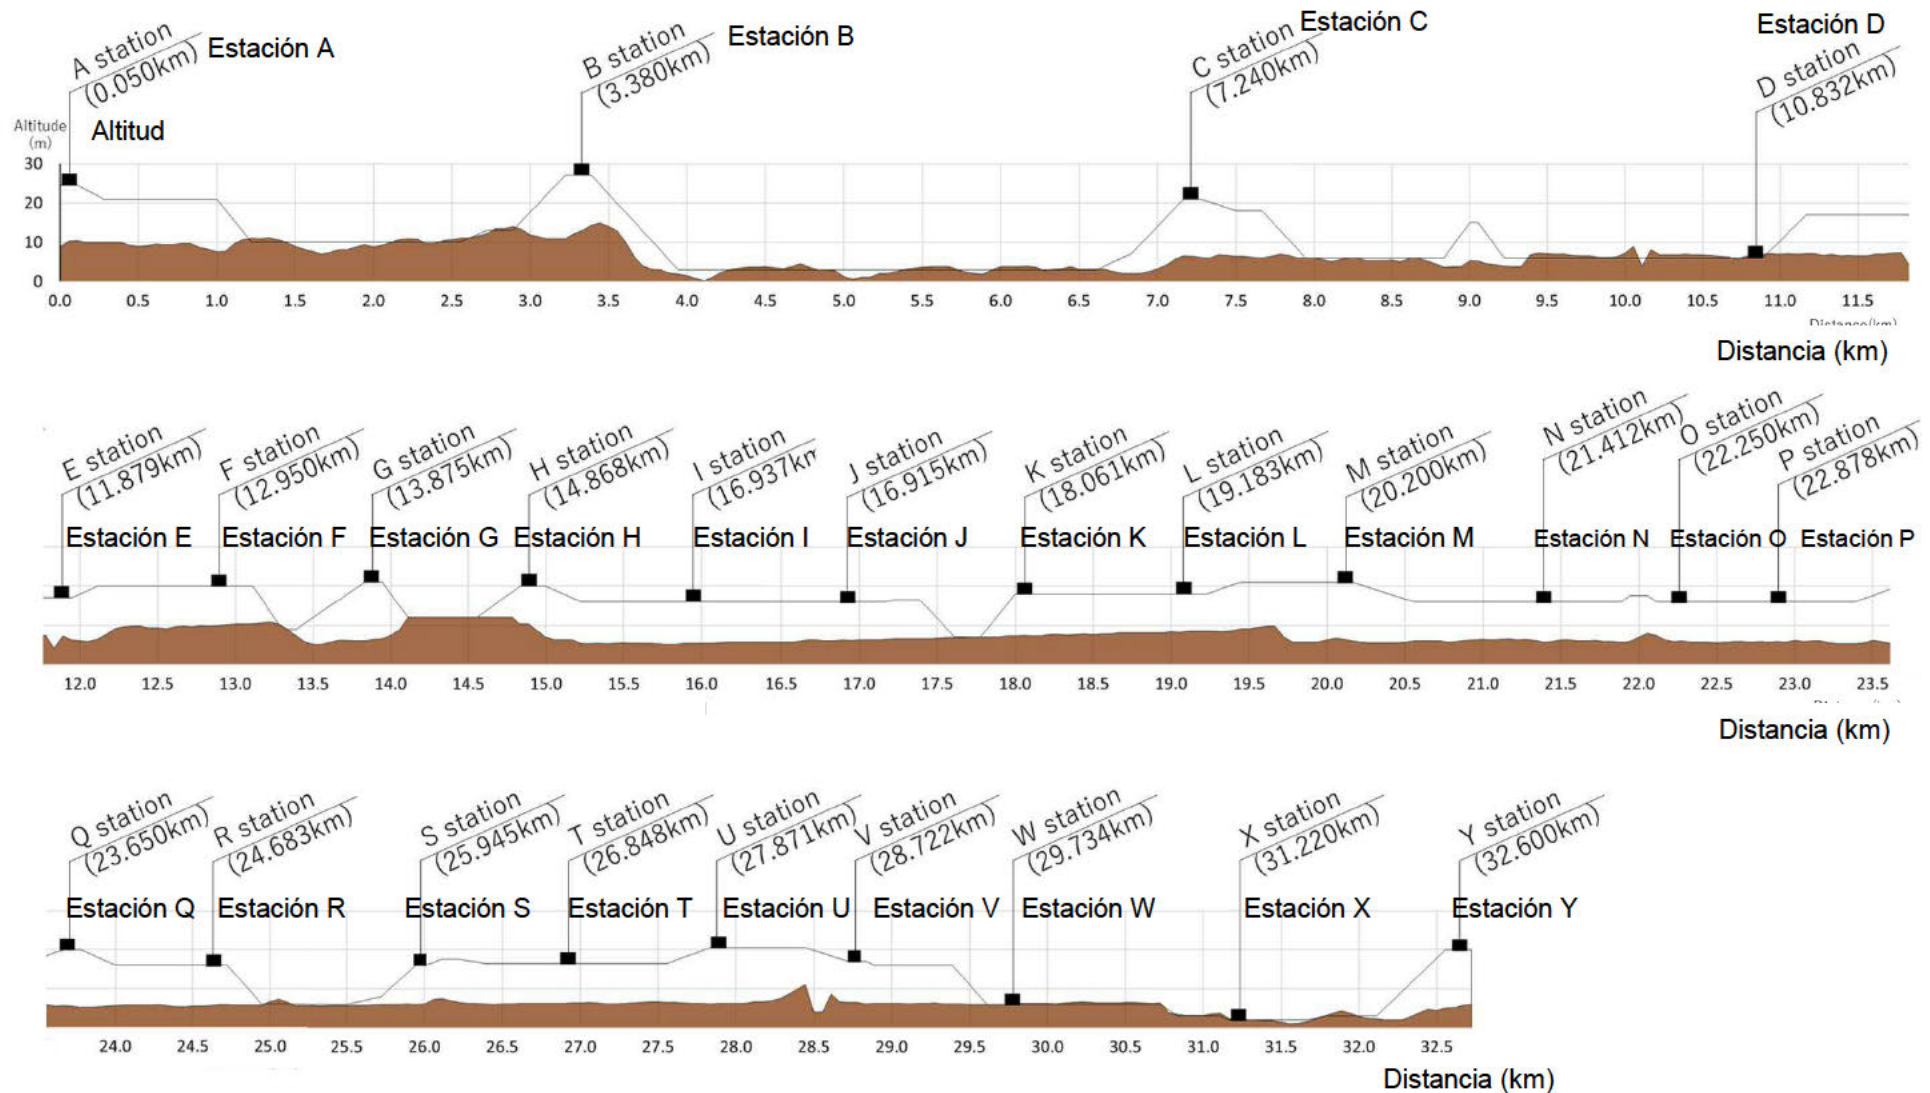 A station
(0.050km)
Estación A
B station
(3.380km)
Estación B
C station
(7.240km)
Estación C
Estación D
D station
(10.832km)
Altitude
(m)
Altitud
30
20
10
0
0.0 0.5 1.0 1.5 2.0 2.5 3.0 3.5 4.0 4.5 5.0 5.5 6.0 6.5 7.0 7.5 8.0 8.5 9.0 9.5 10.0 10.5 11.0 11.5
Distance(km)
Distancia (km)
E station
(11.879km)
F station
(12.950km)
G station
(13.875km)
H station
(14.868km)
I station
(16.937km
J station
(16.915km)
K station
(18.061km)
L station
(19.183km)
M station
(20.200km)
N station
(21.412km)
O station
(22.250km)
P station
(22.878km)
Estación E Estación F Estación G Estación H Estación I Estación J Estación K Estación L Estación M Estación N Estación O Estación P
12.0 12.5 13.0 13.5 14.0 14.5 15.0 15.5 16.0 16.5 17.0 17.5 18.0 18.5 19.0 19.5 20.0 20.5 21.0 21.5 22.0 22.5 23.0 23.5
Distancia (km)
Q station
(23.650km)
R station
(24.683km)
S station
(25.945km)
T station
(26.848km)
U station
(27.871km)
V station
(28.722km)
W station
(29.734km)
X station
(31.220km)
Y station
(32.600km)
Estación Q Estación R Estación S Estación T Estación U Estación V Estación W Estación X Estación Y
24.0 24.5 25.0 25.5 26.0 26.5 27.0 27.5 28.0 28.5 29.0 29.5 30.0 30.5 31.0 31.5 32.0 32.5
Distancia (km)